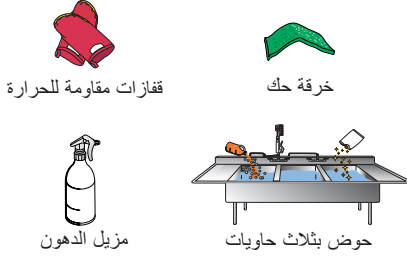 خرقة حك
قفازات مقاومة للحرارة
حوض بثلاث حاويات
مزيل الدهون